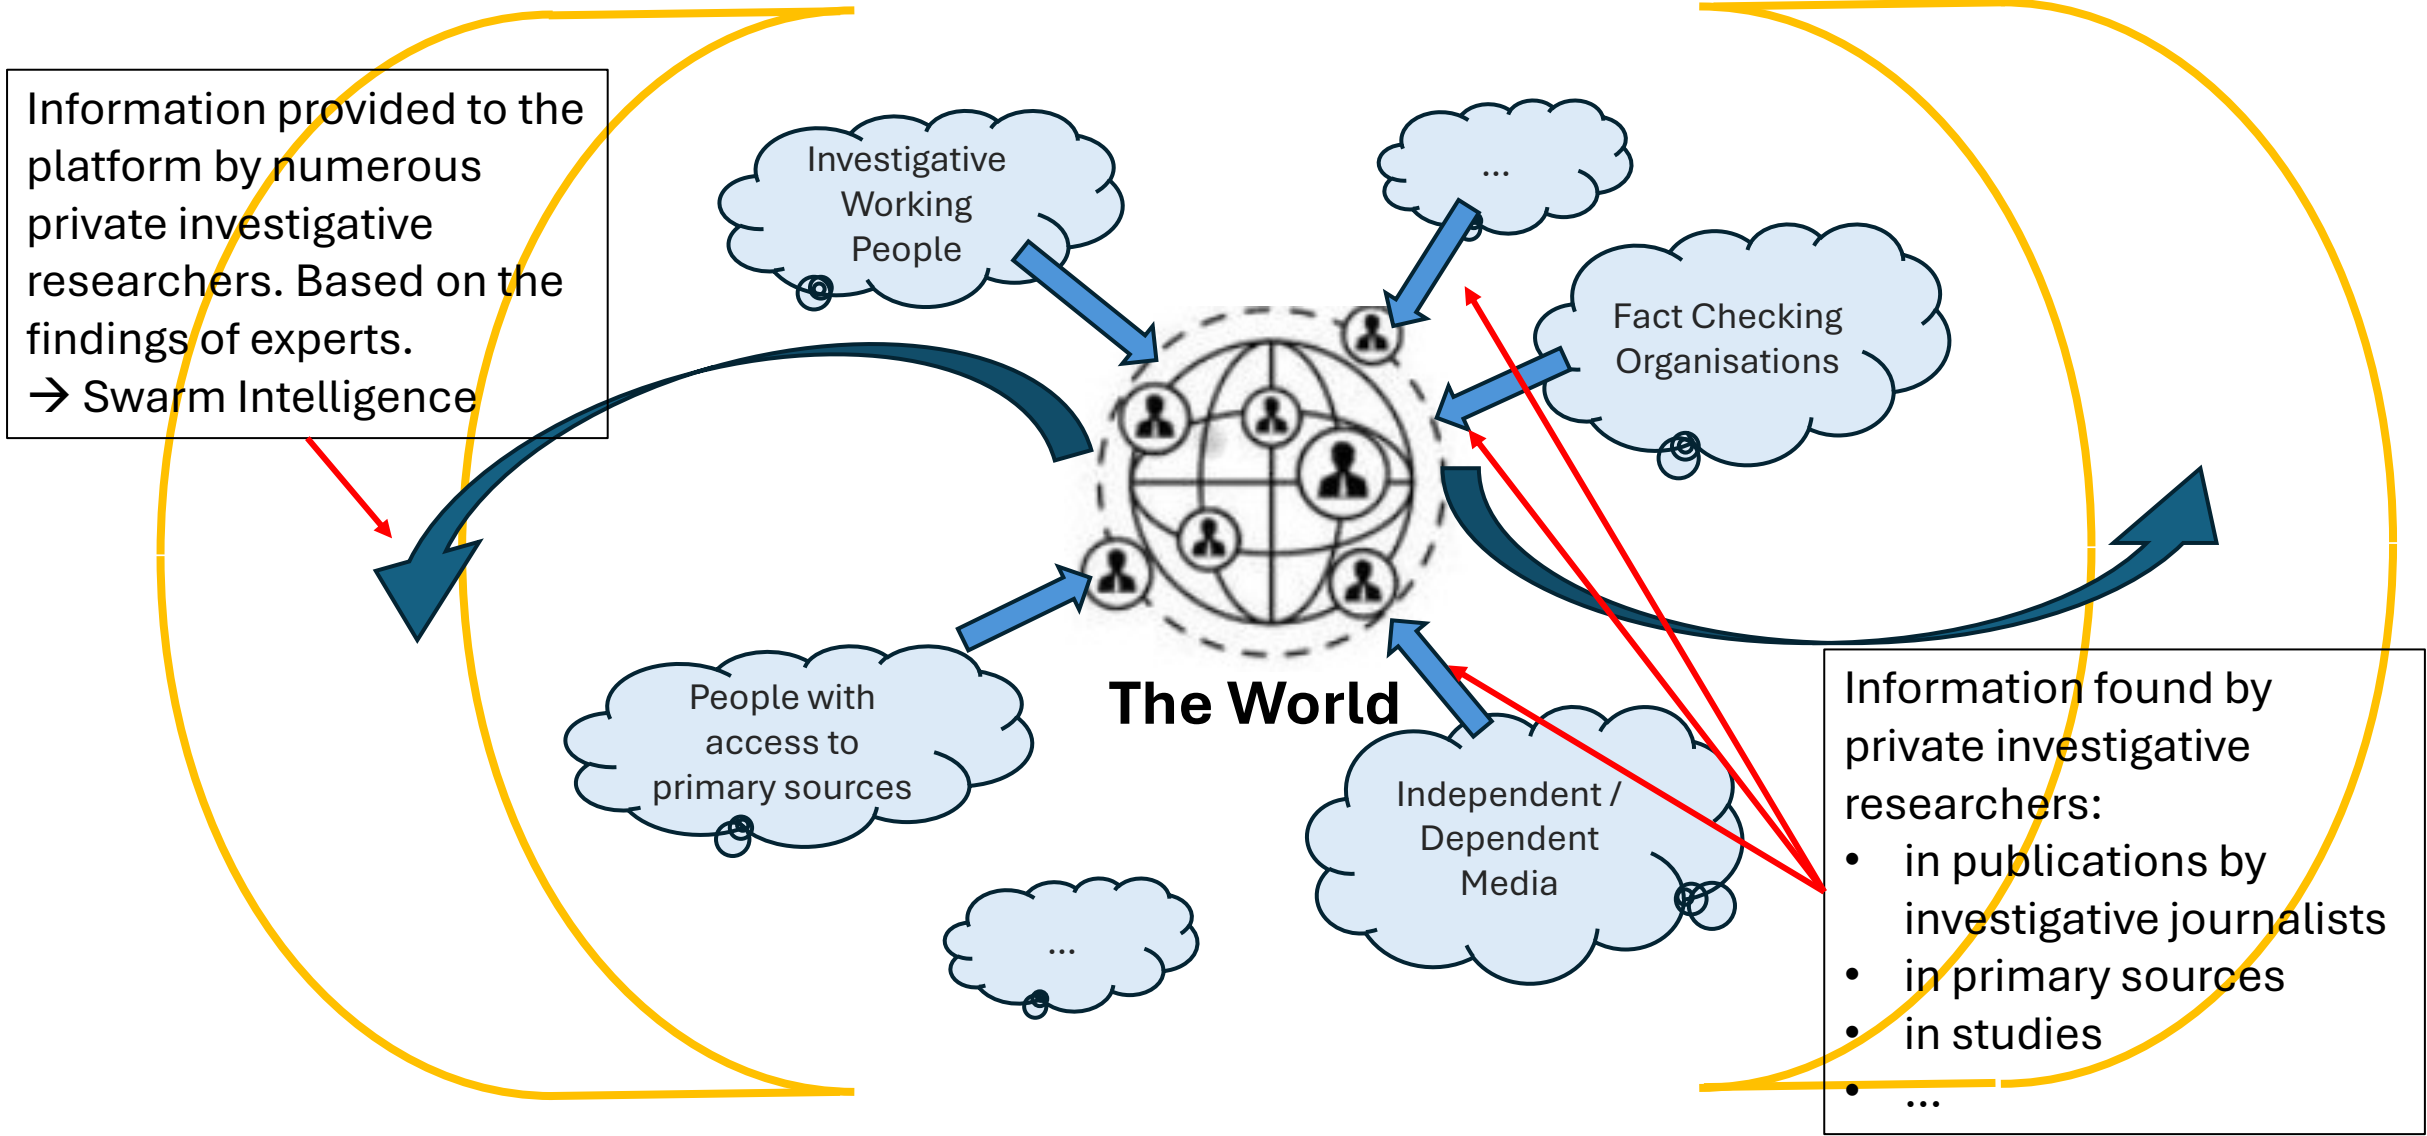 Information provided to the
platform by numerous
private investigative
researchers. Based on the
findings of experts.
→ Swarm Intelligence
Investigative
Working
People
...
Fact Checking
Organisations
The World
People with
access to
primary sources
Independent /
Dependent
Media
...
Information found by
private investigative
researchers:
• in publications by
investigative journalists
• in primary sources
• in studies
• ...